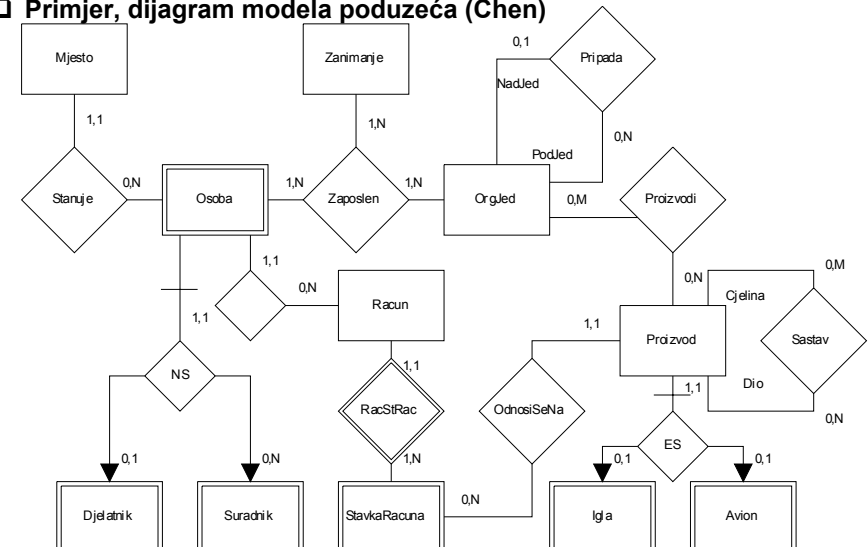 ❑ Primjer, dijagram modela poduzeća (Chen)
Mjesto
Zanimanje
0,1
Pripada
NadJed
1,1
1,N
0,N
PodJed
Stanuje
0,N
Osoba
1,N
Zaposlen
1,N
OrgJed
0,M
Proizvodi
1,1
0,N
Racun
0,N
Cjelina
0,M
1,1
1,1
Proizvod
Sastav
NS
1,1
RacStRac
OdnosiSeNa
1,1
Dio
0,N
0,1
0,N
1,N
ES
0,1
0,1
Djelatnik
Suradnik
StavkaRacuna
0,N
Igla
Avion